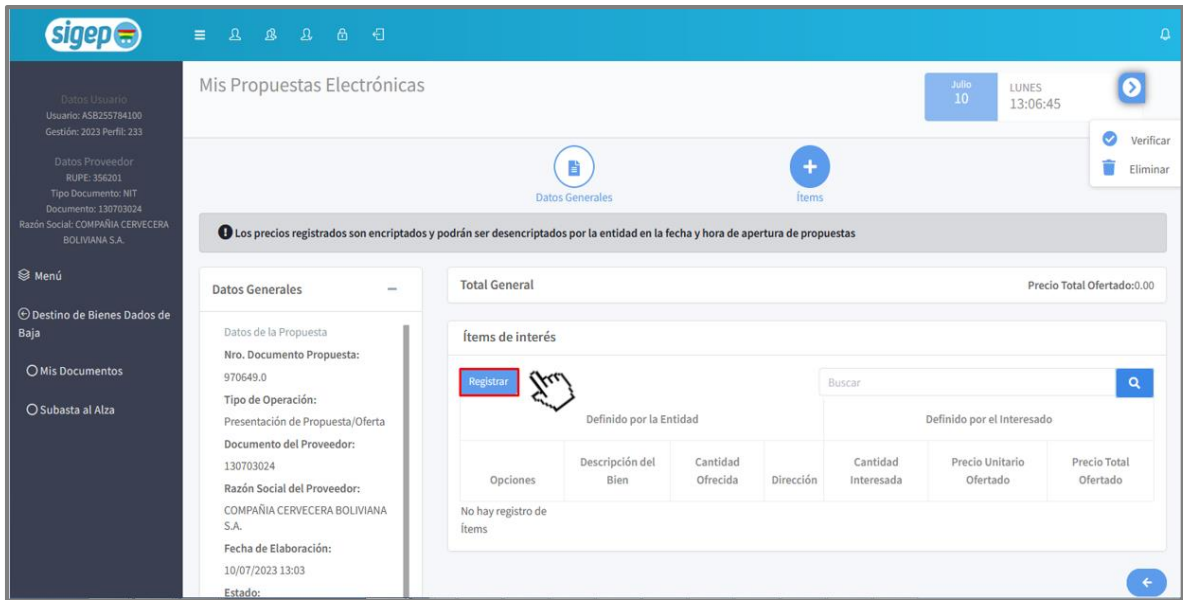 sigep
Mis Propuestas Electrónicas
Julio
10
LUNES
13:06:45
Verificar
Eliminar
Datos Usuario
Usuario: ASB255784100
Gestión: 2023 Perfil: 233
Datos Proveedor
RUPE: 356201
Tipo Documento: NIT
Documento: 130703024
Razón Social: COMPAÑIA CERVECERA
BOLIVIANA S.A.
Menú
Destino de Bienes Dados de
Baja
Mis Documentos
Subasta al Alza
Datos Generales
Ítems
Los precios registrados son encriptados y podrán ser desencriptados por la entidad en la fecha y hora de apertura de propuestas
Datos Generales
Datos de la Propuesta
Nro. Documento Propuesta:
970649.0
Tipo de Operación:
Presentación de Propuesta/Oferta
Documento del Proveedor:
130703024
Razón Social del Proveedor:
COMPAÑIA CERVECERA BOLIVIANA
S.A.
Fecha de Elaboración:
10/07/2023 13:03
Estado:
Total General
Precio Total Ofertado:0.00
Ítems de interés
Registrar
Buscar
Definido por la Entidad
Definido por el Interesado
Opciones
Descripción del
Bien
Cantidad
Ofrecida
Dirección
Cantidad
Interesada
Precio Unitario
Ofertado
Precio Total
Ofertado
No hay registro de
Ítems